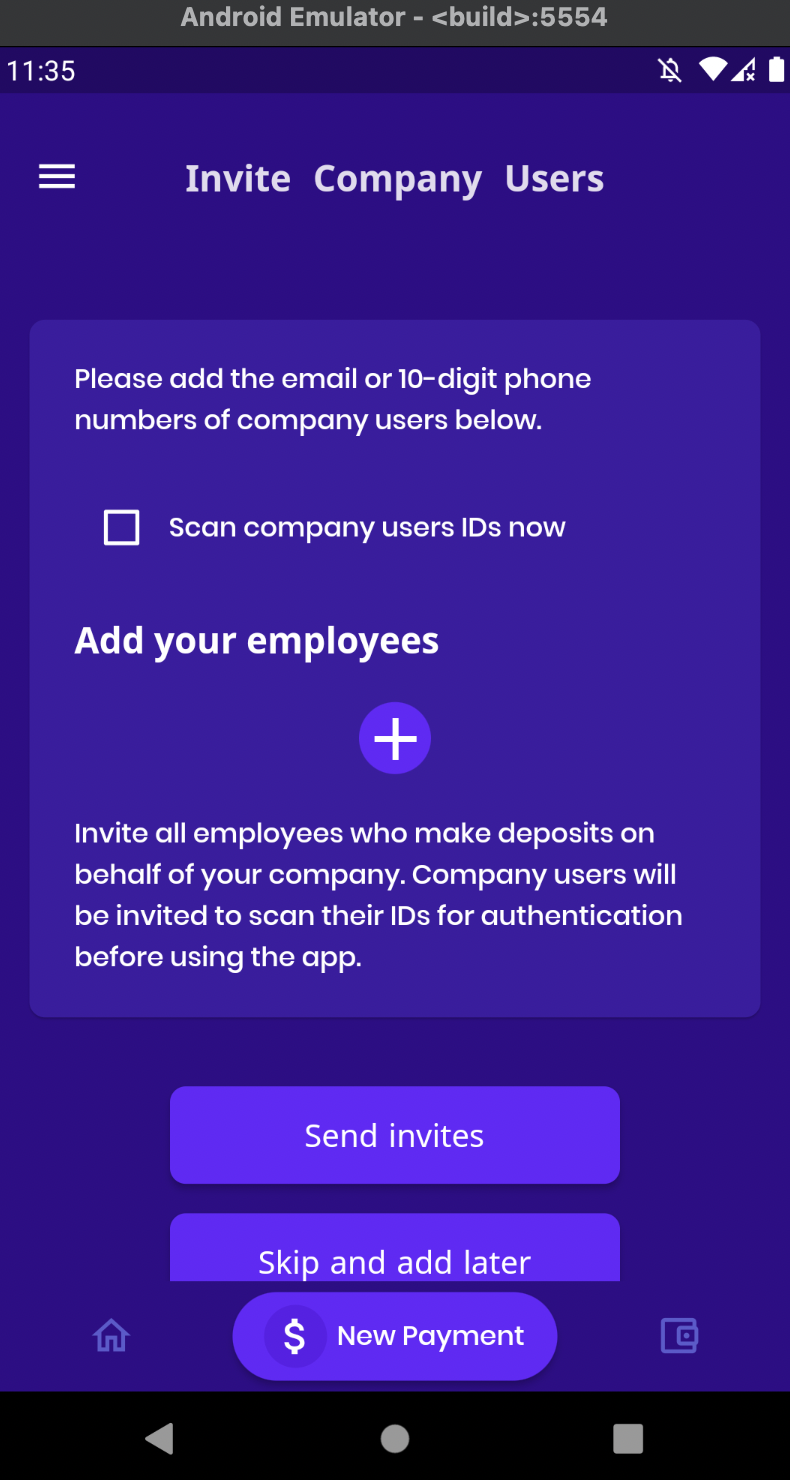 Android Emulator - <build>:5554
11:35
Invite Company Users
Please add the email or 10-digit phone
numbers of company users below.
Scan company users IDs now
Add your employees
Invite all employees who make deposits on
behalf of your company. Company users will
be invited to scan their IDs for authentication
before using the app.
Send invites
Skip and add later
$ New Payment